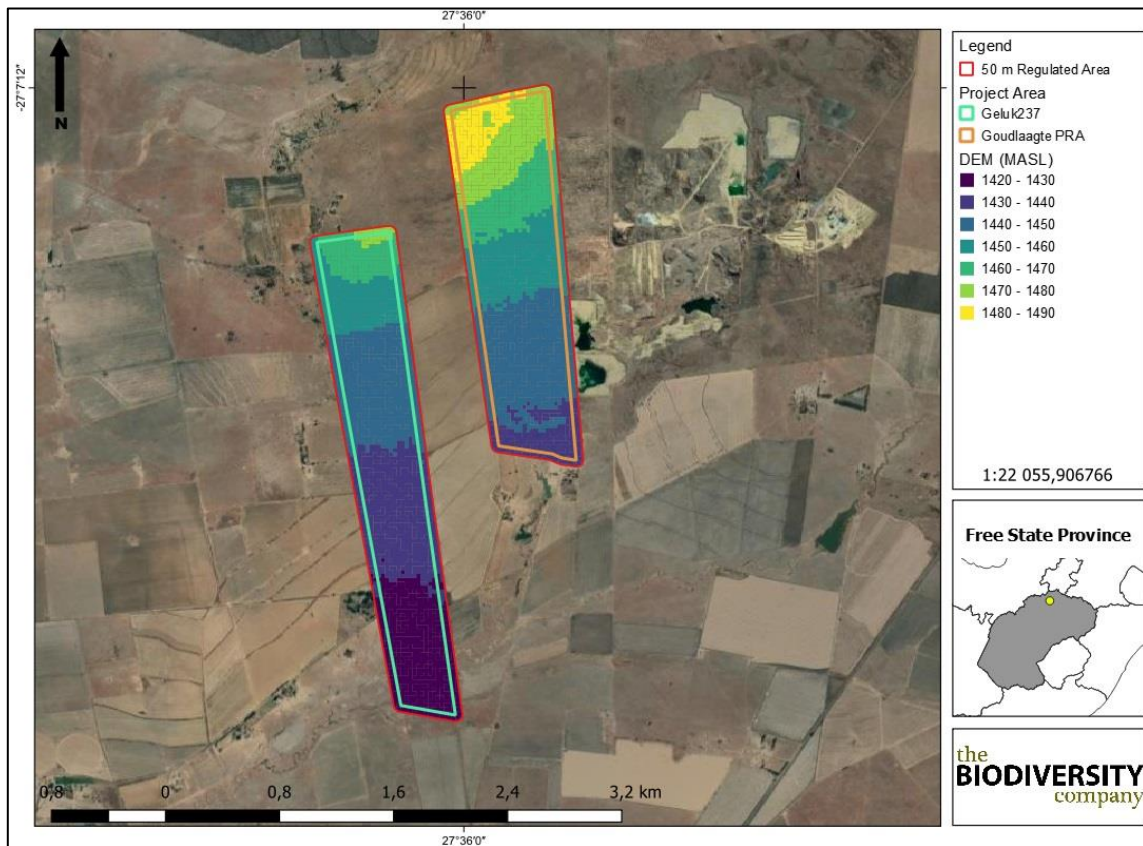 27°36'0"
-27°7'12"
N
Legend
50 m Regulated Area
Project Area
Geluk237
Goudlaagte PRA
DEM (MASL)
1420 - 1430
1430 - 1440
1440 - 1450
1450 - 1460
1460 - 1470
1470 - 1480
1480 - 1490
1:22 055,906766
Free State Province
the
BIODIVERSITY
company
0,8 0 0,8 1,6 2,4 3,2 km
27°36'0"